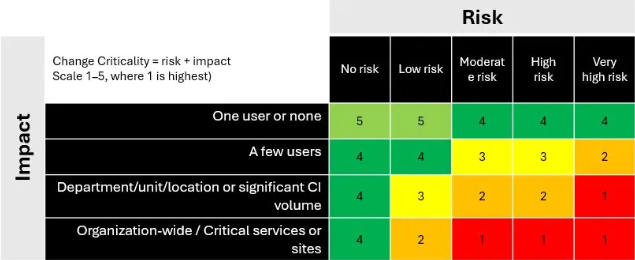 Risk
Change Criticality = risk + impact
Scale 1–5, where 1 is highest)
No risk
Low risk
Moderat
e risk
High
risk
Very
high risk
Impact
One user or none
5
5
4
4
4
A few users
4
4
3
3
2
Department/unit/location or significant CI
volume
4
3
2
2
1
Organization-wide / Critical services or
sites
4
2
1
1
1